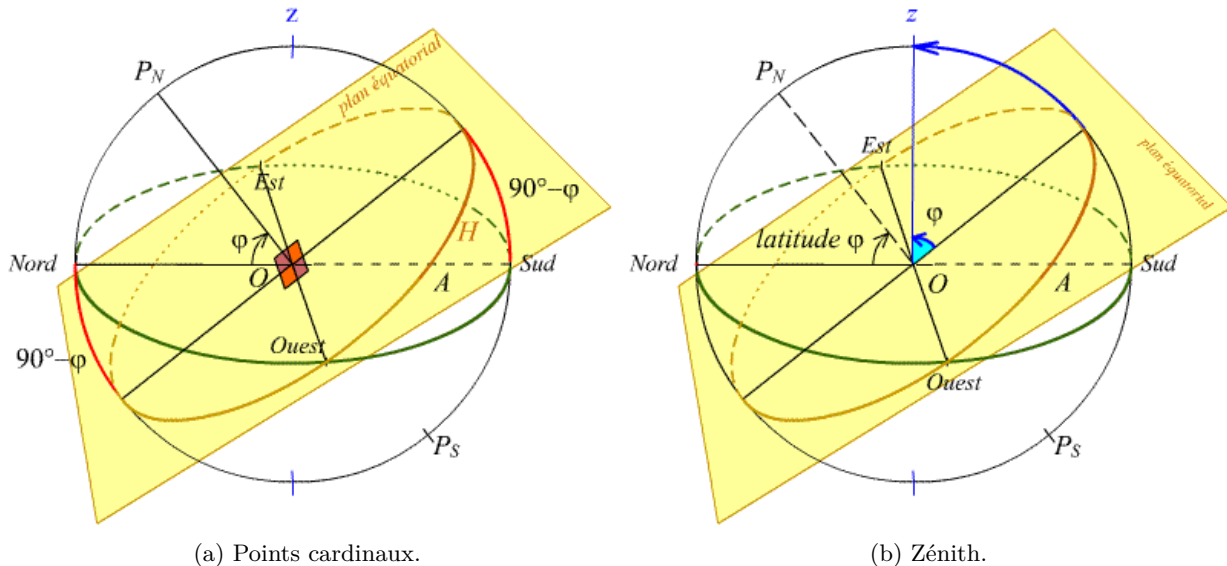 z
P_N
plan équatorial
Est
90°–φ
φ
H
Nord
O
A
Sud
90°–φ
Ouest
P_S
(a) Points cardinaux.
z
P_N
Est
plan équatorial
φ
latitude φ
Nord
O
A
Sud
Ouest
P_S
(b) Zénith.